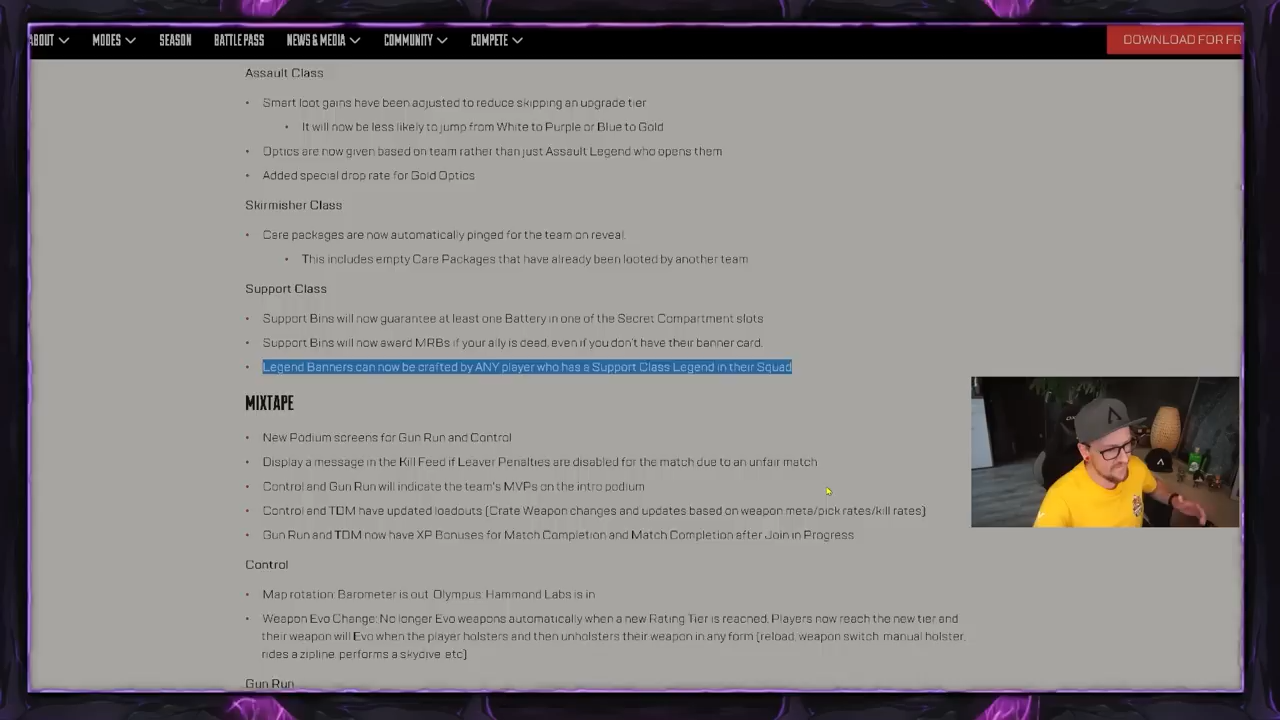 ABOUT MODES SEASON BATTLE PASS NEWS & MEDIA COMMUNITY COMPETE DOWNLOAD FOR FR
Assault Class
• Smart loot gains have been adjusted to reduce skipping an upgrade tier
• It will now be less likely to jump from White to Purple or Blue to Gold
• Optics are now given based on team rather than just Assault Legend who opens them
• Added special drop rate for Gold Optics
Skirmisher Class
• Care packages are now automatically pinged for the team on reveal.
• This includes empty Care Packages that have already been looted by another team
Support Class
• Support Bins will now guarantee at least one Battery in one of the Secret Compartment slots
• Support Bins will now award MRBs if your ally is dead, even if you don't have their banner card.
• Legend Banners can now be crafted by ANY player who has a Support Class Legend in their Squad
MIXTAPE
• New Podium screens for Gun Run and Control
• Display a message in the Kill Feed if Leaver Penalties are disabled for the match due to an unfair match
• Control and Gun Run will indicate the team's MVPs on the intro podium
• Control and TDM have updated loadouts (Crate Weapon changes and updates based on weapon meta/pick rates/kill rates)
• Gun Run and TDM now have XP Bonuses for Match Completion and Match Completion after Join in Progress
Control
• Map rotation: Barometer is out. Olympus: Hammond Labs is in
• Weapon Evo Change: No longer Evo weapons automatically when a new Rating Tier is reached. Players now reach the new tier and
their weapon will Evo when the player holsters and then unholsters their weapon in any form (reload, weapon switch, manual holster,
rides a zipline, performs a skydive, etc)
Gun Run